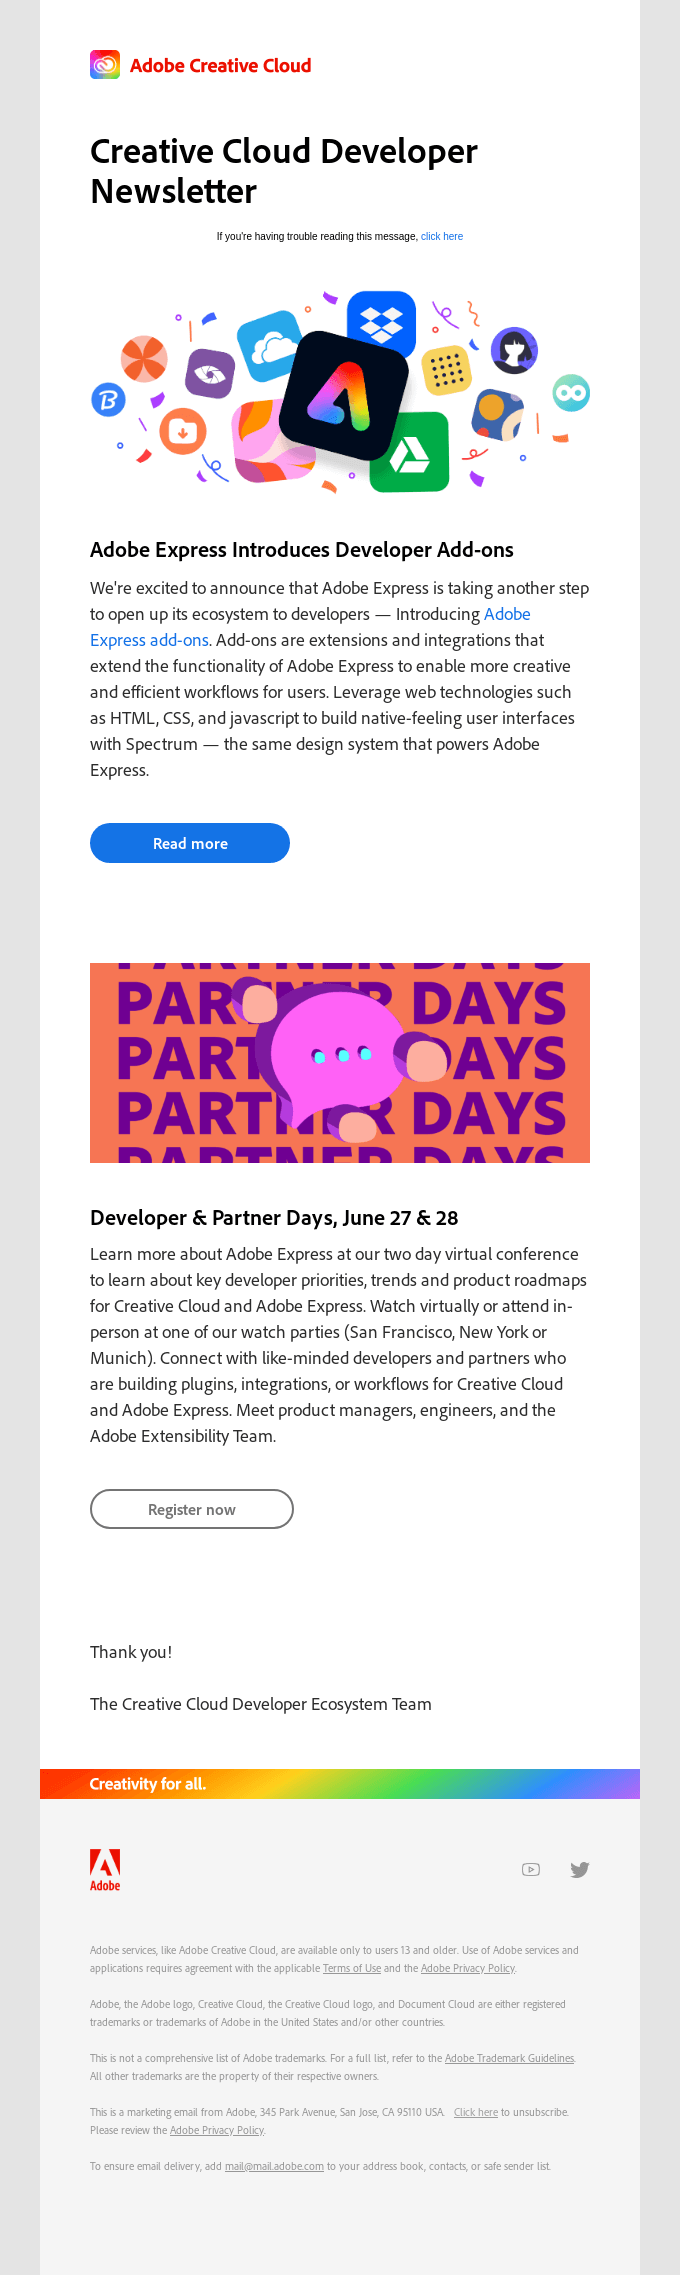 Adobe Creative Cloud
Creative Cloud Developer
Newsletter
If you're having trouble reading this message, click here
Adobe Express Introduces Developer Add-ons
We're excited to announce that Adobe Express is taking another step
to open up its ecosystem to developers — Introducing Adobe
Express add-ons. Add-ons are extensions and integrations that
extend the functionality of Adobe Express to enable more creative
and efficient workflows for users. Leverage web technologies such
as HTML, CSS, and javascript to build native-feeling user interfaces
with Spectrum — the same design system that powers Adobe
Express.
Read more
PARTNER DAYS
PARTNER DAYS
PARTNER DAYS
PARTNER DAYS
PARTNER DAYS
Developer & Partner Days, June 27 & 28
Learn more about Adobe Express at our two day virtual conference
to learn about key developer priorities, trends and product roadmaps
for Creative Cloud and Adobe Express. Watch virtually or attend in-
person at one of our watch parties (San Francisco, New York or
Munich). Connect with like-minded developers and partners who
are building plugins, integrations, or workflows for Creative Cloud
and Adobe Express. Meet product managers, engineers, and the
Adobe Extensibility Team.
Register now
Thank you!
The Creative Cloud Developer Ecosystem Team
Creativity for all.
Adobe
Adobe services, like Adobe Creative Cloud, are available only to users 13 and older. Use of Adobe services and
applications requires agreement with the applicable Terms of Use and the Adobe Privacy Policy.
Adobe, the Adobe logo, Creative Cloud, the Creative Cloud logo, and Document Cloud are either registered
trademarks or trademarks of Adobe in the United States and/or other countries.
This is not a comprehensive list of Adobe trademarks. For a full list, refer to the Adobe Trademark Guidelines.
All other trademarks are the property of their respective owners.
This is a marketing email from Adobe, 345 Park Avenue, San Jose, CA 95110 USA. Click here to unsubscribe.
Please review the Adobe Privacy Policy.
To ensure email delivery, add mail@mail.adobe.com to your address book, contacts, or safe sender list.